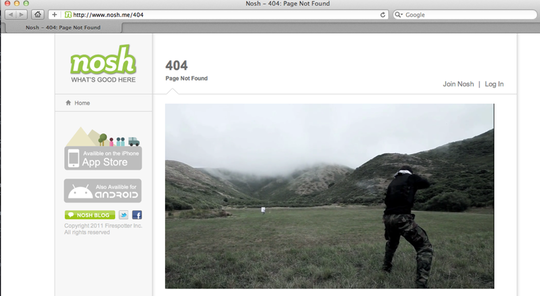 Nosh – 404: Page Not Found
http://www.nosh.me/404
Google
Nosh – 404: Page Not Found
nosh
WHAT'S GOOD HERE
404
Page Not Found
Join Nosh | Log In
Home
Available on the iPhone
App Store
Also Available for
ANDROID
NOSH BLOG
Copyright 2011 Firespotter Inc.
All rights reserved